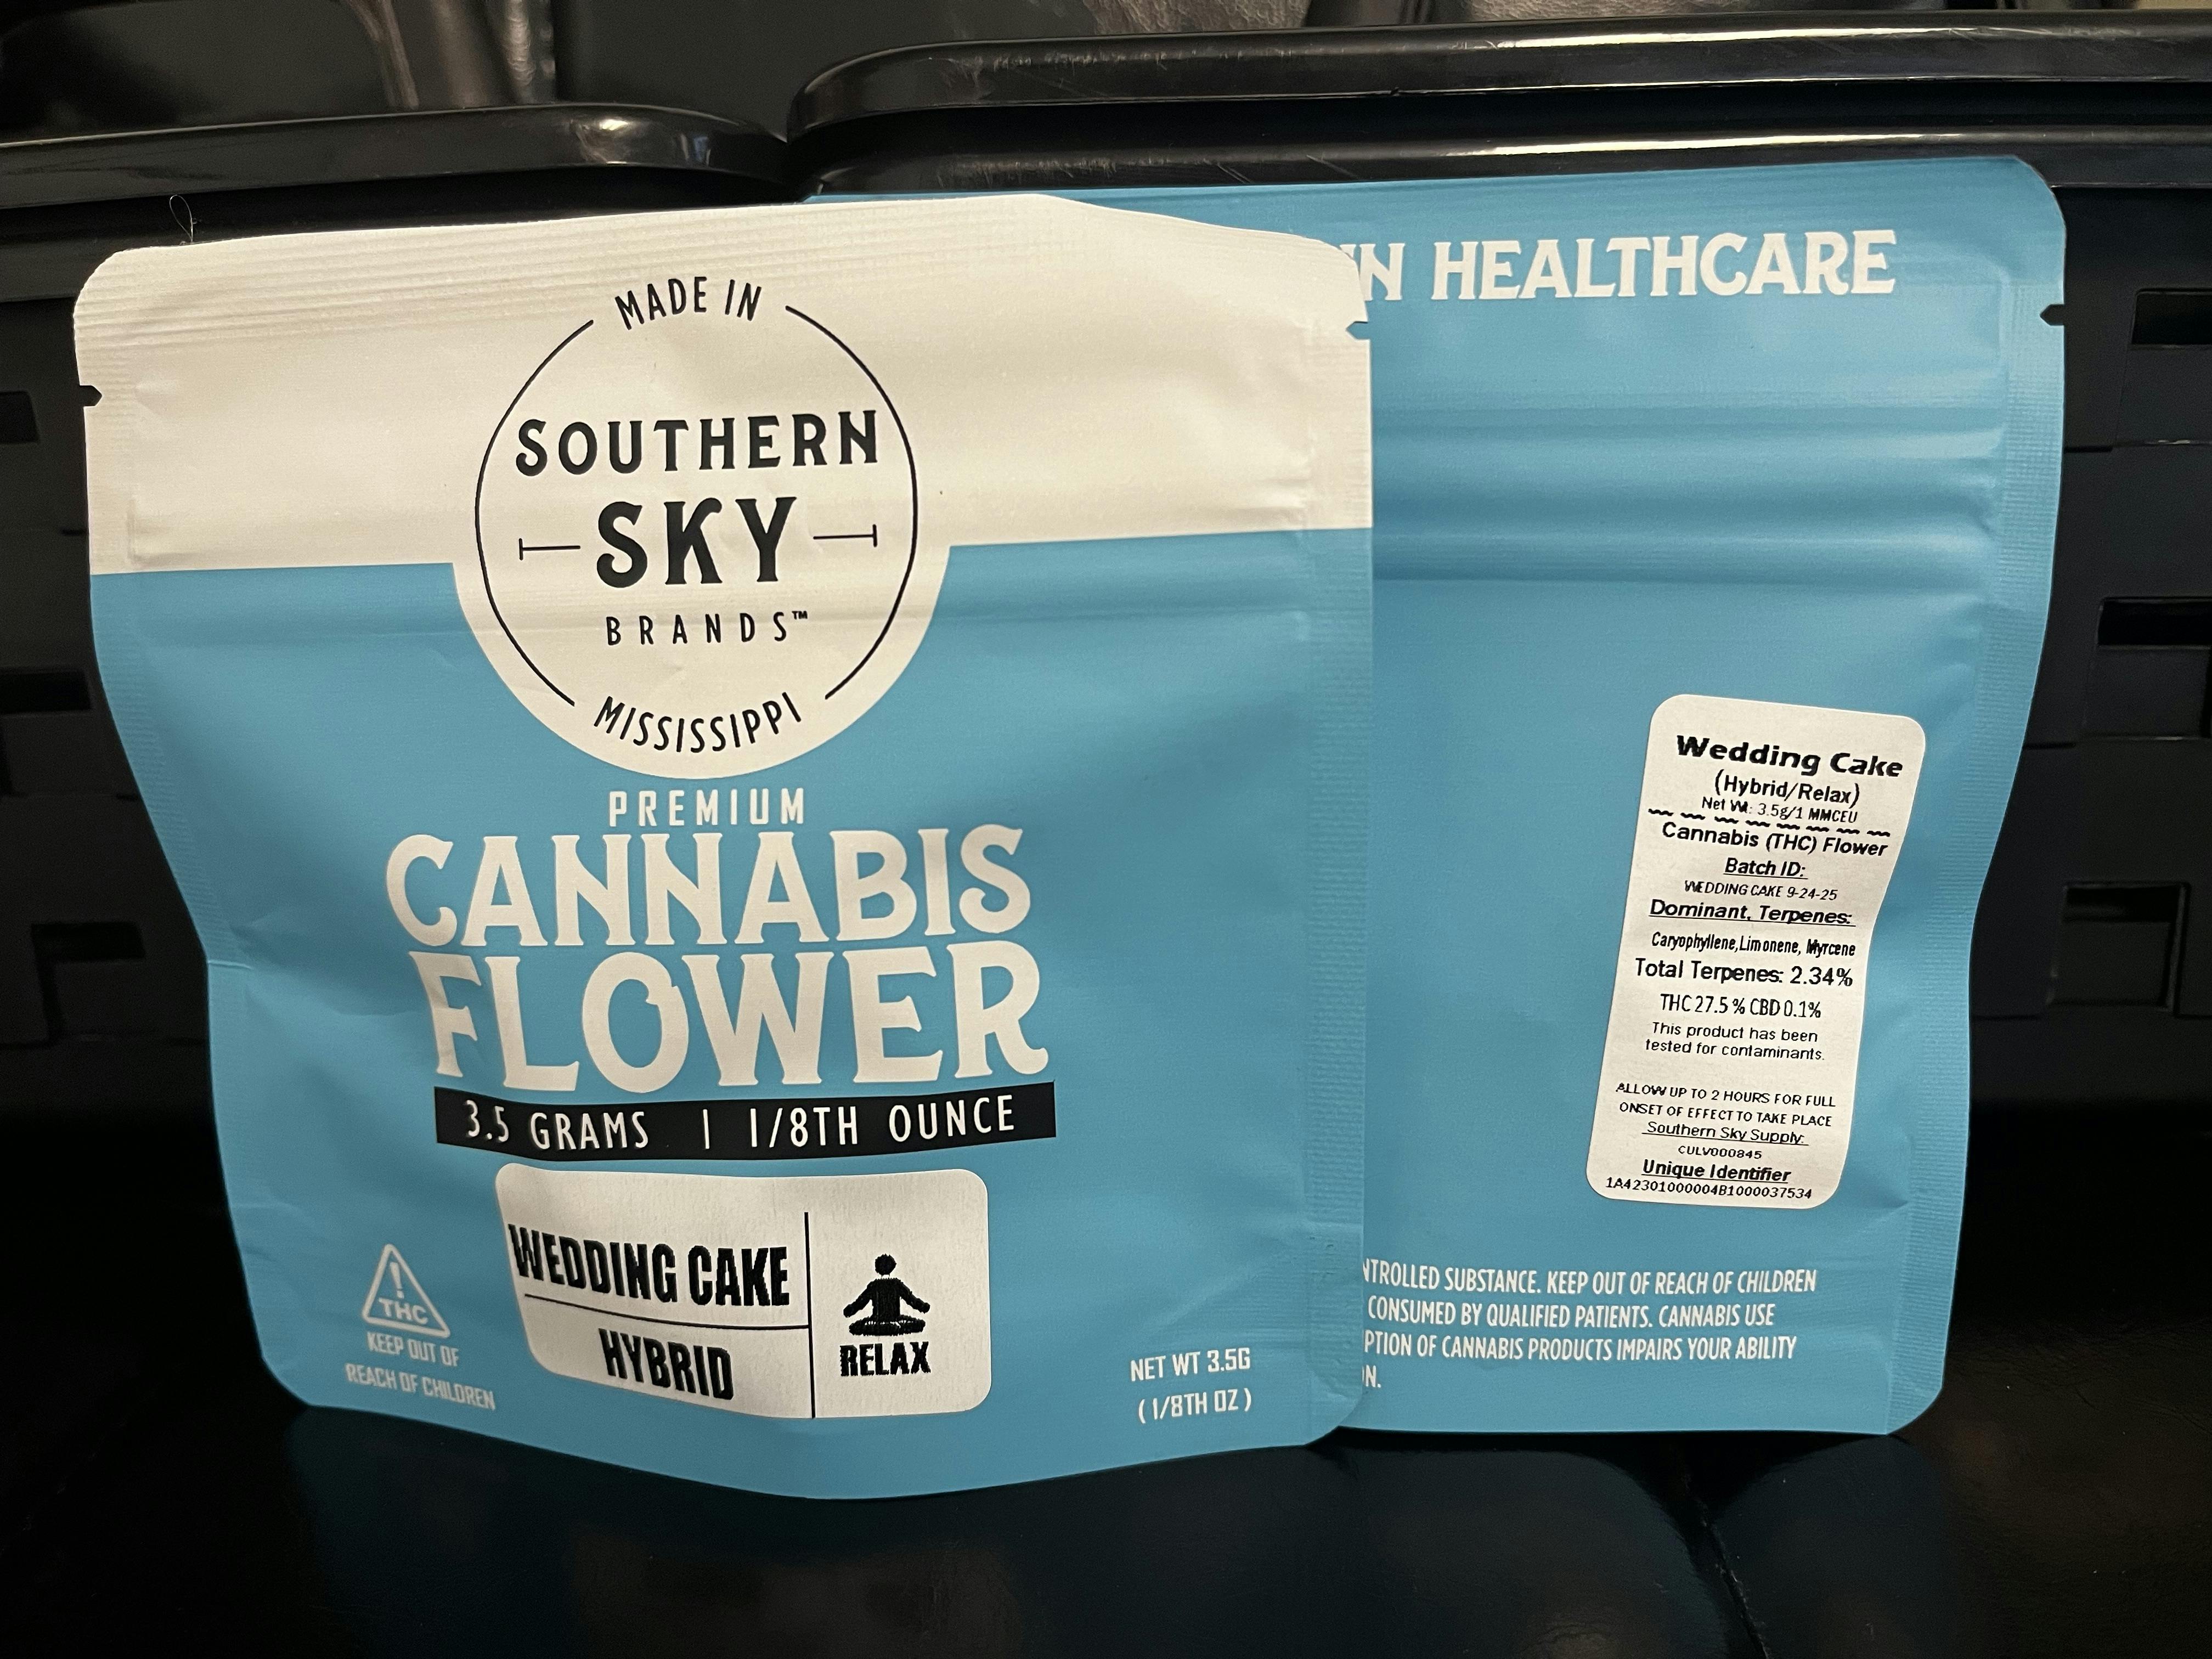 MADE IN
SOUTHERN
SKY
BRANDS™
MISSISSIPPI
PREMIUM
CANNABIS
FLOWER
3.5 GRAMS | 1/8TH OUNCE
WEDDING CAKE
HYBRID
RELAX
!
THC
KEEP OUT OF
REACH OF CHILDREN
NET WT 3.5G
(1/8TH OZ)
IN HEALTHCARE
Wedding Cake
(Hybrid/Relax)
Net Wt: 3.5g/1 MMCEU
Cannabis (THC) Flower
Batch ID:
WEDDING CAKE 9-24-25
Dominant, Terpenes:
Caryophyllene,Limonene, Myrcene
Total Terpenes: 2.34%
THC 27.5 % CBD 0.1%
This product has been
tested for contaminants.
ALLOW UP TO 2 HOURS FOR FULL
ONSET OF EFFECT TO TAKE PLACE
Southern Sky Supply:
CULV000845
Unique Identifier
1A42301000004B1000037534
NTROLLED SUBSTANCE. KEEP OUT OF REACH OF CHILDREN
CONSUMED BY QUALIFIED PATIENTS. CANNABIS USE
PTION OF CANNABIS PRODUCTS IMPAIRS YOUR ABILITY
N.